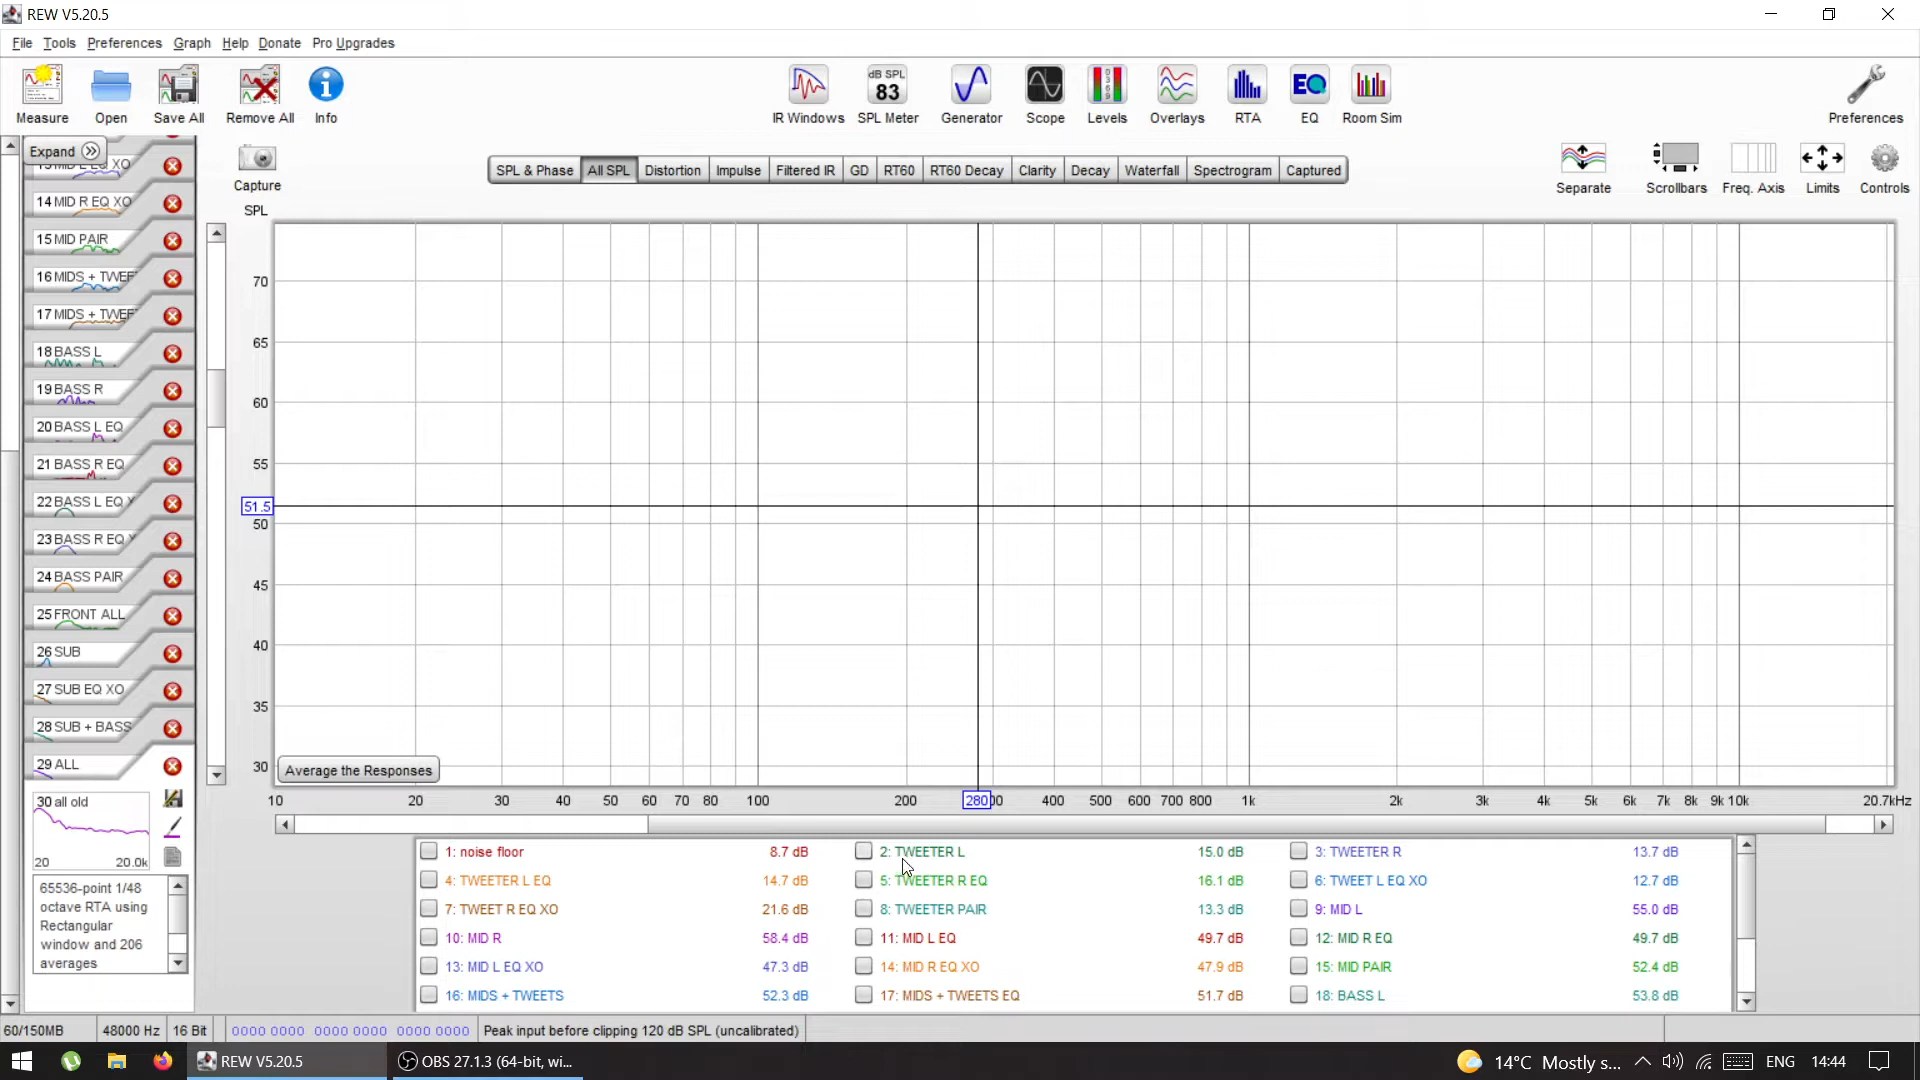 REW V5.20.5
File Tools Preferences Graph Help Donate Pro Upgrades
dB SPL
83
EQ
Measure Open Save All Remove All Info IR Windows SPL Meter Generator Scope Levels Overlays RTA EQ Room Sim Preferences
Expand
Capture
SPL & Phase All SPL Distortion Impulse Filtered IR GD RT60 RT60 Decay Clarity Decay Waterfall Spectrogram Captured
Separate Scrollbars Freq. Axis Limits Controls
SPL
14 MID R EQ XO
15 MID PAIR
16 MIDS + TWEE
17 MIDS + TWEE
18 BASS L
19 BASS R
20 BASS L EQ
21 BASS R EQ
22 BASS L EQ
23 BASS R EQ
24 BASS PAIR
25 FRONT ALL
26 SUB
27 SUB EQ XO
28 SUB + BASS
29 ALL
30 all old
20 20.0k
65536-point 1/48
octave RTA using
Rectangular
window and 206
averages
70
65
60
55
51.5
50
45
40
35
30
Average the Responses
10 20 30 40 50 60 70 80 100 200 280 400 500 600 700 800 1k 2k 3k 4k 5k 6k 7k 8k 9k 10k 20.7kHz
1: noise floor 8.7 dB 2: TWEETER L 15.0 dB 3: TWEETER R 13.7 dB
4: TWEETER L EQ 14.7 dB 5: TWEETER R EQ 16.1 dB 6: TWEET L EQ XO 12.7 dB
7: TWEET R EQ XO 21.6 dB 8: TWEETER PAIR 13.3 dB 9: MID L 55.0 dB
10: MID R 58.4 dB 11: MID L EQ 49.7 dB 12: MID R EQ 49.7 dB
13: MID L EQ XO 47.3 dB 14: MID R EQ XO 47.9 dB 15: MID PAIR 52.4 dB
16: MIDS + TWEETS 52.3 dB 17: MIDS + TWEETS EQ 51.7 dB 18: BASS L 53.8 dB
60/150MB 48000 Hz 16 Bit 0000 0000 0000 0000 0000 0000 Peak input before clipping 120 dB SPL (uncalibrated)
REW V5.20.5 OBS 27.1.3 (64-bit, wi... 14°C Mostly s... ENG 14:44